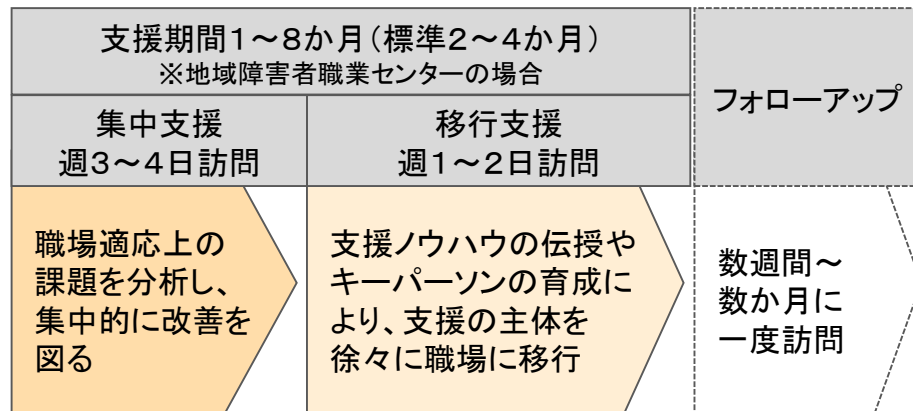 支援期間１～８か月（標準２～４か月）
※地域障害者職業センターの場合
フォローアップ
集中支援
週３～４日訪問
移行支援
週１～２日訪問
職場適応上の
課題を分析し、
集中的に改善を
図る
支援ノウハウの伝授や
キーパーソンの育成に
より、支援の主体を
徐々に職場に移行
数週間～
数か月に
一度訪問